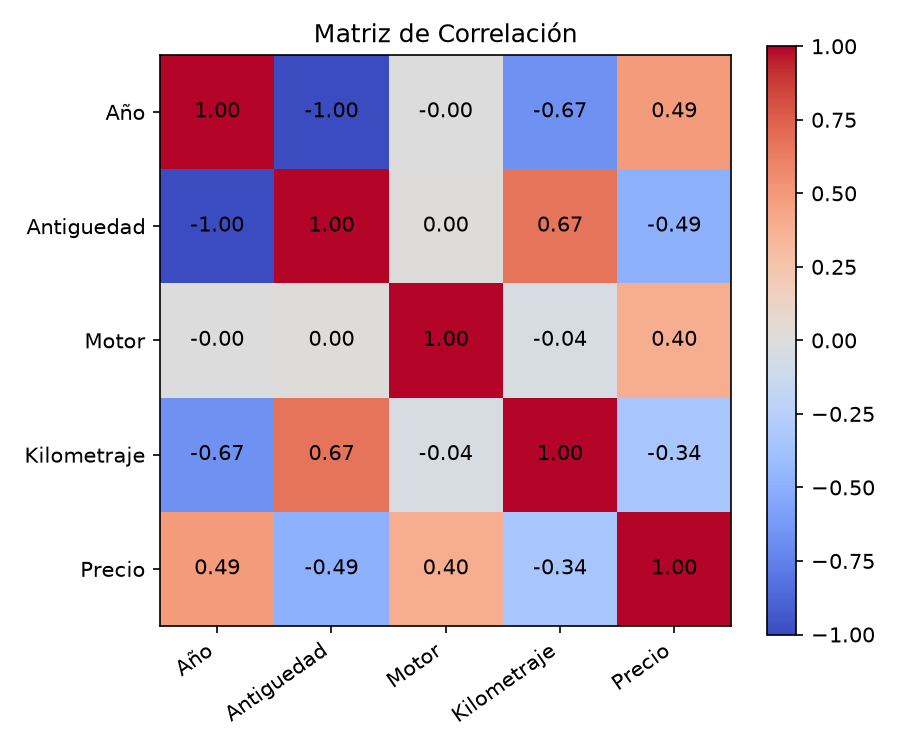 Matriz de Correlación
Año 1.00 -1.00 -0.00 -0.67 0.49
Antiguedad -1.00 1.00 0.00 0.67 -0.49
Motor -0.00 0.00 1.00 -0.04 0.40
Kilometraje -0.67 0.67 -0.04 1.00 -0.34
Precio 0.49 -0.49 0.40 -0.34 1.00
Año Antiguedad Motor Kilometraje Precio
1.00
0.75
0.50
0.25
0.00
−0.25
−0.50
−0.75
−1.00